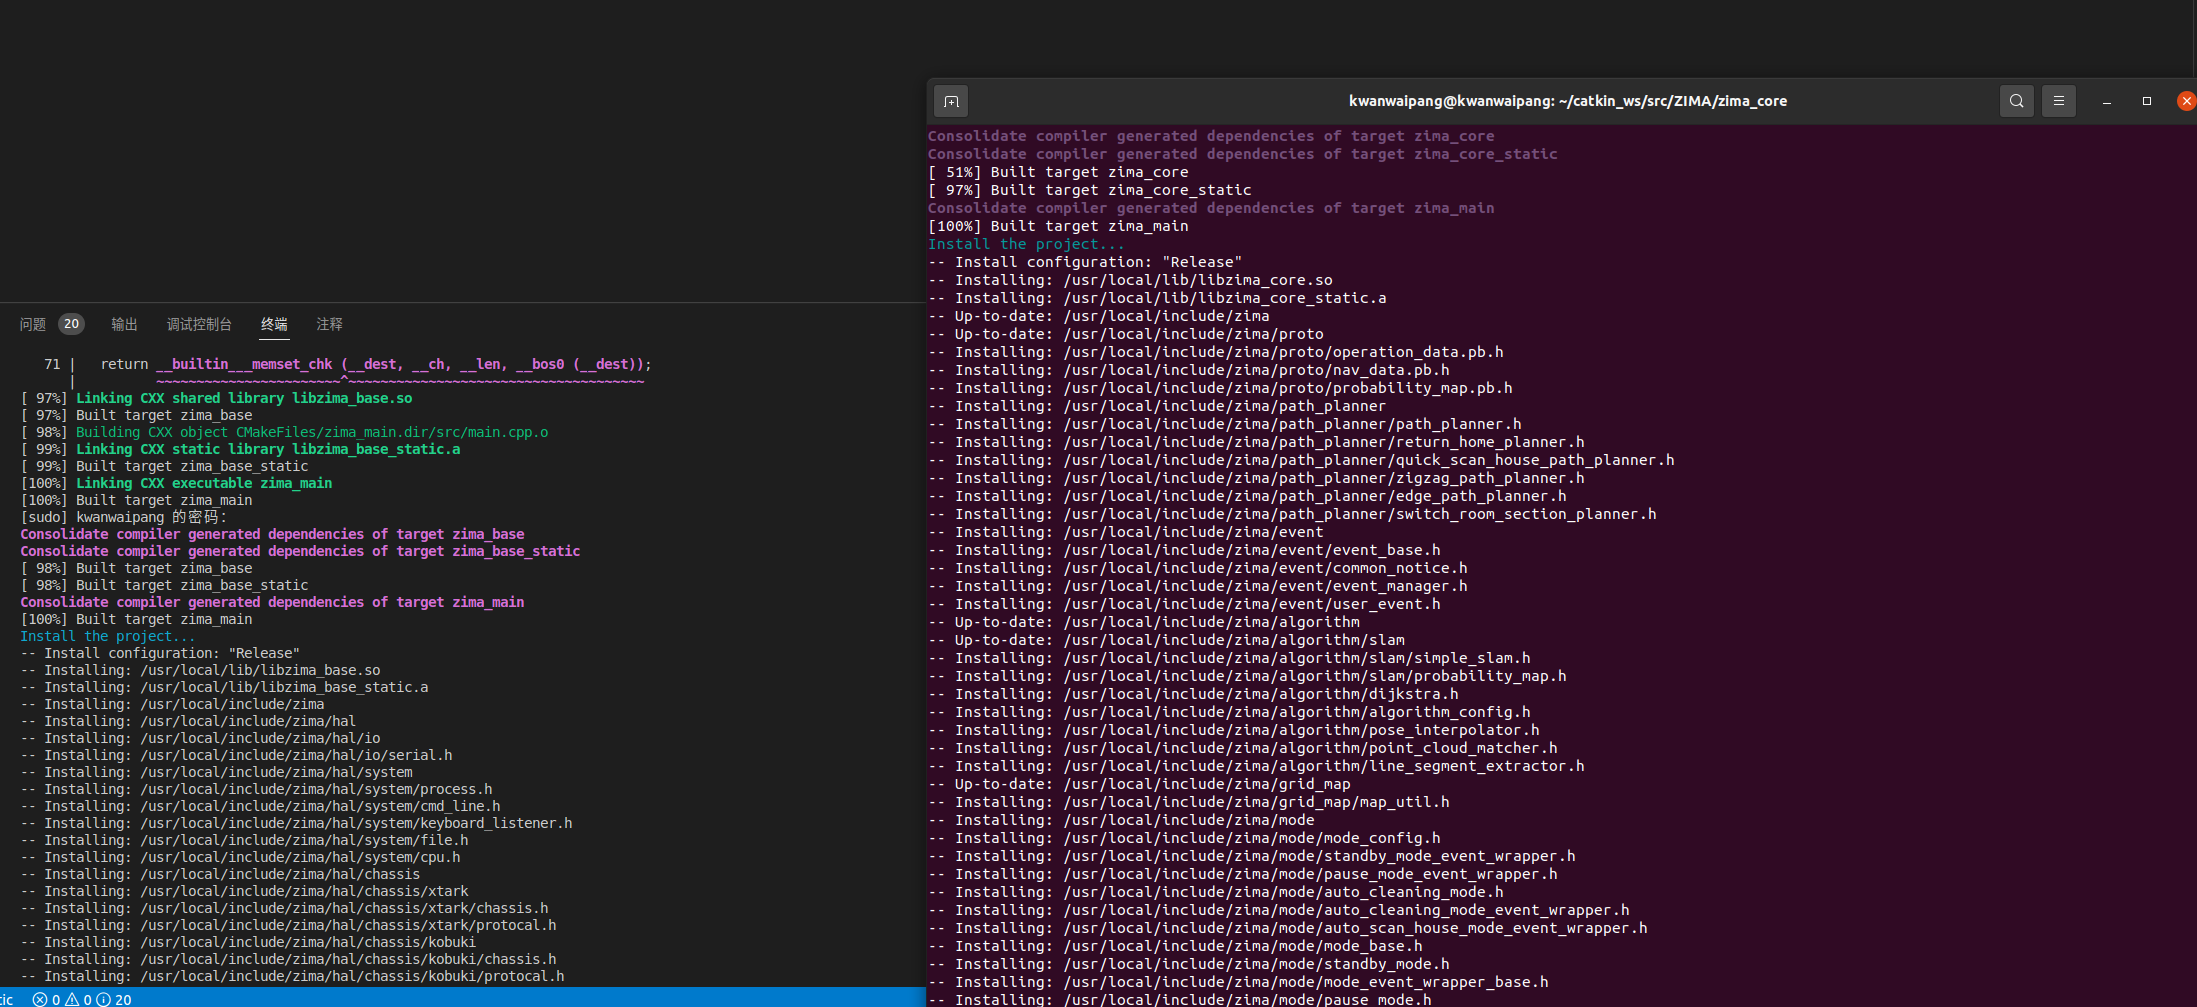 问题 20 输出 调试控制台 终端 注释
71 |   return __builtin___memset_chk (__dest, __ch, __len, __bos0 (__dest));
|          ~~~~~~~~~~~~~~~~~~~~~~~^~~~~~~~~~~~~~~~~~~~~~~~~~~~~~~~~~~~~~
[ 97%] Linking CXX shared library libzima_base.so
[ 97%] Built target zima_base
[ 98%] Building CXX object CMakeFiles/zima_main.dir/src/main.cpp.o
[ 99%] Linking CXX static library libzima_base_static.a
[ 99%] Built target zima_base_static
[100%] Linking CXX executable zima_main
[100%] Built target zima_main
[sudo] kwanwaipang 的密码:
Consolidate compiler generated dependencies of target zima_base
Consolidate compiler generated dependencies of target zima_base_static
[ 98%] Built target zima_base
[ 98%] Built target zima_base_static
Consolidate compiler generated dependencies of target zima_main
[100%] Built target zima_main
Install the project...
-- Install configuration: "Release"
-- Installing: /usr/local/lib/libzima_base.so
-- Installing: /usr/local/lib/libzima_base_static.a
-- Installing: /usr/local/include/zima
-- Installing: /usr/local/include/zima/hal
-- Installing: /usr/local/include/zima/hal/io
-- Installing: /usr/local/include/zima/hal/io/serial.h
-- Installing: /usr/local/include/zima/hal/system
-- Installing: /usr/local/include/zima/hal/system/process.h
-- Installing: /usr/local/include/zima/hal/system/cmd_line.h
-- Installing: /usr/local/include/zima/hal/system/keyboard_listener.h
-- Installing: /usr/local/include/zima/hal/system/file.h
-- Installing: /usr/local/include/zima/hal/system/cpu.h
-- Installing: /usr/local/include/zima/hal/chassis
-- Installing: /usr/local/include/zima/hal/chassis/xtark
-- Installing: /usr/local/include/zima/hal/chassis/xtark/chassis.h
-- Installing: /usr/local/include/zima/hal/chassis/xtark/protocal.h
-- Installing: /usr/local/include/zima/hal/chassis/kobuki
-- Installing: /usr/local/include/zima/hal/chassis/kobuki/chassis.h
-- Installing: /usr/local/include/zima/hal/chassis/kobuki/protocal.h
tic 0 0 20
kwanwaipang@kwanwaipang: ~/catkin_ws/src/ZIMA/zima_core
Consolidate compiler generated dependencies of target zima_core
Consolidate compiler generated dependencies of target zima_core_static
[ 51%] Built target zima_core
[ 97%] Built target zima_core_static
Consolidate compiler generated dependencies of target zima_main
[100%] Built target zima_main
Install the project...
-- Install configuration: "Release"
-- Installing: /usr/local/lib/libzima_core.so
-- Installing: /usr/local/lib/libzima_core_static.a
-- Up-to-date: /usr/local/include/zima
-- Up-to-date: /usr/local/include/zima/proto
-- Installing: /usr/local/include/zima/proto/operation_data.pb.h
-- Installing: /usr/local/include/zima/proto/nav_data.pb.h
-- Installing: /usr/local/include/zima/proto/probability_map.pb.h
-- Installing: /usr/local/include/zima/path_planner
-- Installing: /usr/local/include/zima/path_planner/path_planner.h
-- Installing: /usr/local/include/zima/path_planner/return_home_planner.h
-- Installing: /usr/local/include/zima/path_planner/quick_scan_house_path_planner.h
-- Installing: /usr/local/include/zima/path_planner/zigzag_path_planner.h
-- Installing: /usr/local/include/zima/path_planner/edge_path_planner.h
-- Installing: /usr/local/include/zima/path_planner/switch_room_section_planner.h
-- Installing: /usr/local/include/zima/event
-- Installing: /usr/local/include/zima/event/event_base.h
-- Installing: /usr/local/include/zima/event/common_notice.h
-- Installing: /usr/local/include/zima/event/event_manager.h
-- Installing: /usr/local/include/zima/event/user_event.h
-- Up-to-date: /usr/local/include/zima/algorithm
-- Up-to-date: /usr/local/include/zima/algorithm/slam
-- Installing: /usr/local/include/zima/algorithm/slam/simple_slam.h
-- Installing: /usr/local/include/zima/algorithm/slam/probability_map.h
-- Installing: /usr/local/include/zima/algorithm/dijkstra.h
-- Installing: /usr/local/include/zima/algorithm/algorithm_config.h
-- Installing: /usr/local/include/zima/algorithm/pose_interpolator.h
-- Installing: /usr/local/include/zima/algorithm/point_cloud_matcher.h
-- Installing: /usr/local/include/zima/algorithm/line_segment_extractor.h
-- Up-to-date: /usr/local/include/zima/grid_map
-- Installing: /usr/local/include/zima/grid_map/map_util.h
-- Installing: /usr/local/include/zima/mode
-- Installing: /usr/local/include/zima/mode/mode_config.h
-- Installing: /usr/local/include/zima/mode/standby_mode_event_wrapper.h
-- Installing: /usr/local/include/zima/mode/pause_mode_event_wrapper.h
-- Installing: /usr/local/include/zima/mode/auto_cleaning_mode.h
-- Installing: /usr/local/include/zima/mode/auto_cleaning_mode_event_wrapper.h
-- Installing: /usr/local/include/zima/mode/auto_scan_house_mode_event_wrapper.h
-- Installing: /usr/local/include/zima/mode/mode_base.h
-- Installing: /usr/local/include/zima/mode/standby_mode.h
-- Installing: /usr/local/include/zima/mode/mode_event_wrapper_base.h
-- Installing: /usr/local/include/zima/mode/pause_mode.h